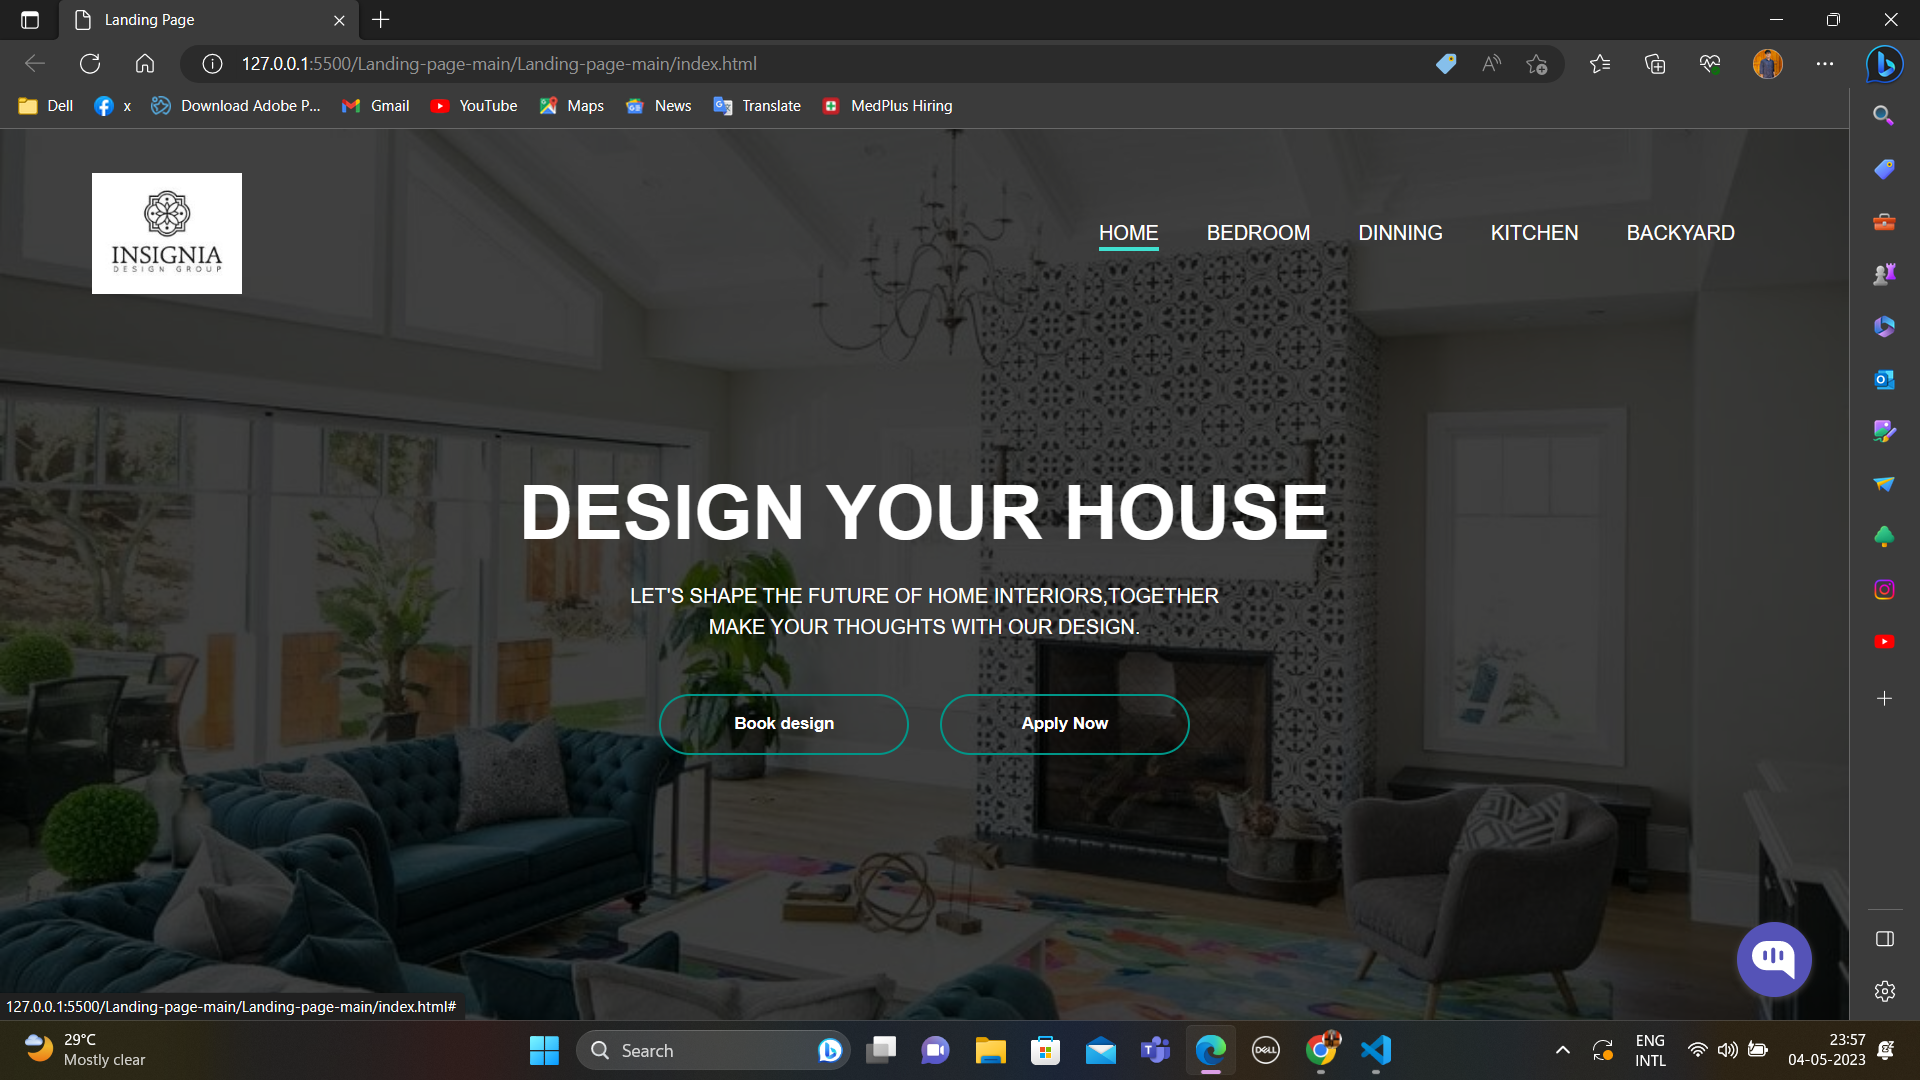 Landing Page
127.0.0.1:5500/Landing-page-main/Landing-page-main/index.html
Dell
x
Download Adobe P...
Gmail
YouTube
Maps
News
Translate
MedPlus Hiring
INSIGNIA
DESIGN GROUP
HOME
BEDROOM
DINNING
KITCHEN
BACKYARD
DESIGN YOUR HOUSE
LET'S SHAPE THE FUTURE OF HOME INTERIORS,TOGETHER
MAKE YOUR THOUGHTS WITH OUR DESIGN.
Book design
Apply Now
127.0.0.1:5500/Landing-page-main/Landing-page-main/index.html#
29°C
Mostly clear
Search
DELL
ENG
INTL
23:57
04-05-2023